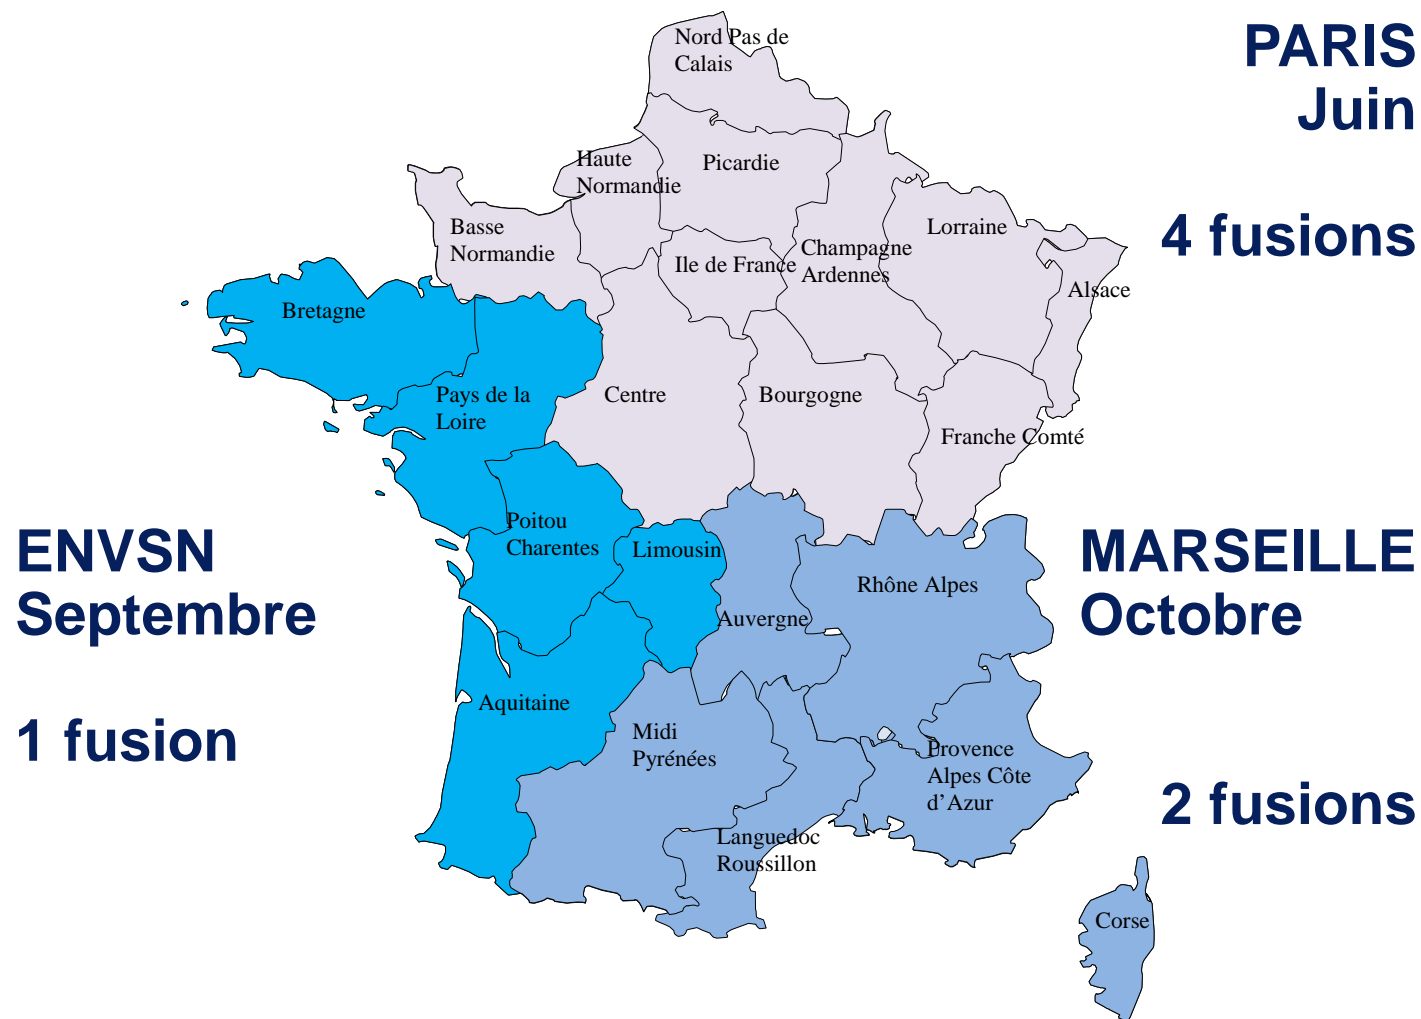 PARIS
Juin
4 fusions
Nord Pas de
Calais
Haute
Normandie
Picardie
Basse
Normandie
Ile de France
Champagne
Ardennes
Lorraine
Alsace
Bretagne
Pays de la
Loire
Centre
Bourgogne
Franche Comté
ENVSN
Septembre
1 fusion
Poitou
Charentes
Limousin
Auvergne
Rhône Alpes
MARSEILLE
Octobre
2 fusions
Aquitaine
Midi
Pyrénées
Provence
Alpes Côte
d’Azur
Languedoc
Roussillon
Corse